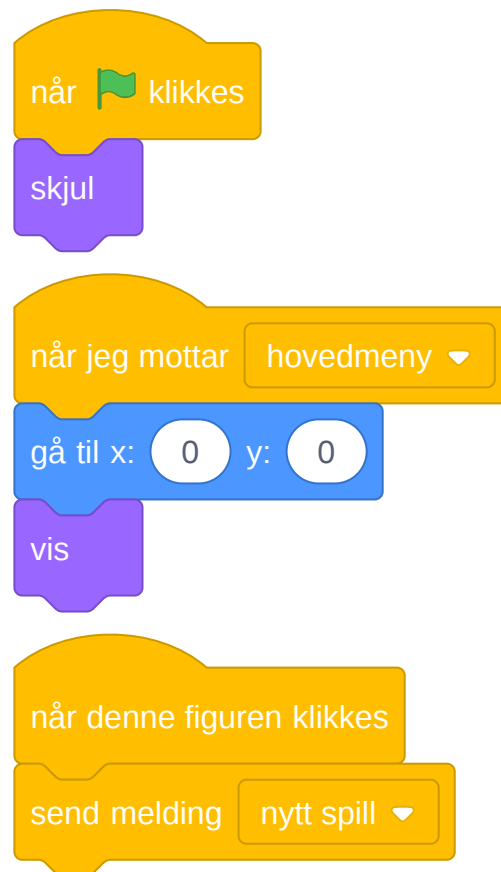 når klikkes
skjul
når jeg mottar hovedmeny
gå til x: 0 y: 0
vis
når denne figuren klikkes
send melding nytt spill